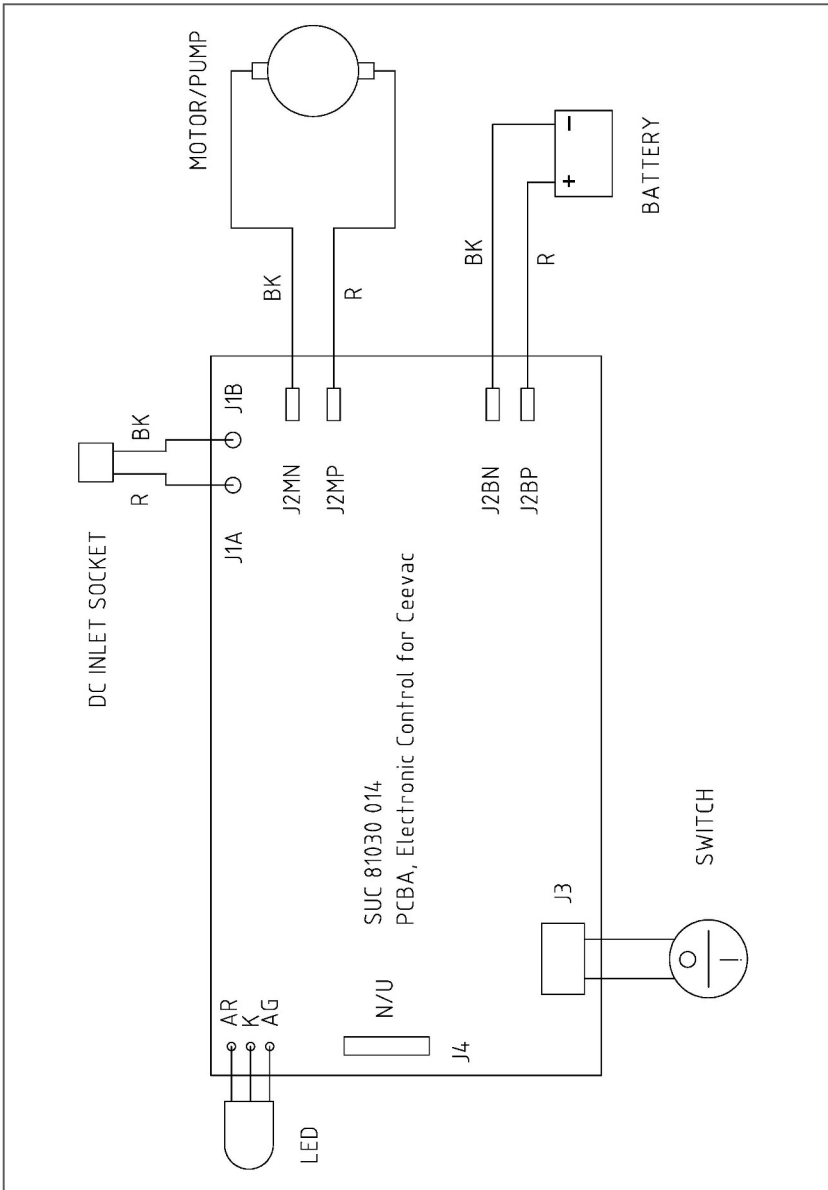 MOTOR/PUMP
BK
R
BATTERY
BK
R
-
+
DC INLET SOCKET
R
BK
J1A
J1B
J2MN
J2MP
J2BN
J2BP
SUC 81030 014
PCBA, Electronic Control for Ceevac
AR
K
AG
LED
N/U
J4
J3
SWITCH